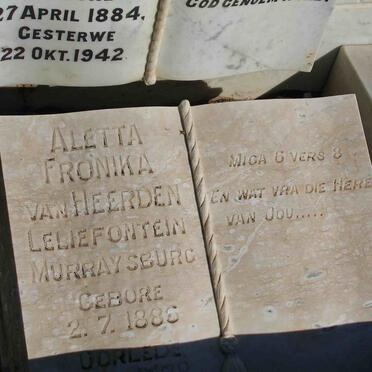 27 APRIL 1884.
GESTERWE
22 OKT. 1942.
ALETTA
FRONIKA
VAN HEERDEN
LELIEFONTEIN
MURRAYSBURG
GEBORE
2.7.1886
OORLEDE
MIGA 6 VERS 8
EN WAT VRA DIE HERE
VAN JOU.....